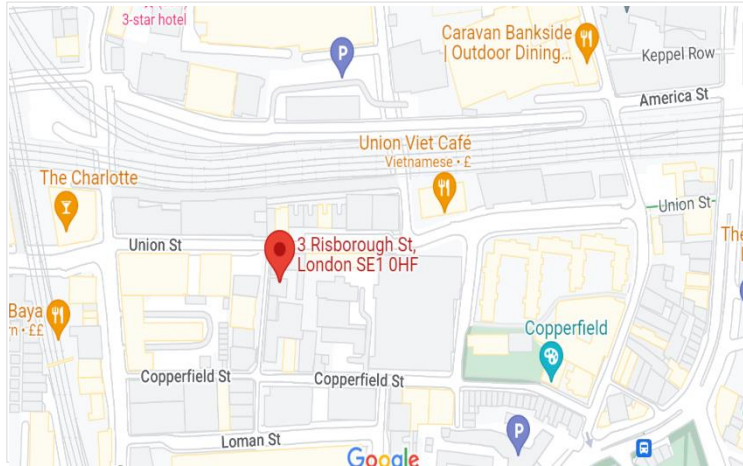 3-star hotel
P
Caravan Bankside
| Outdoor Dining...
Keppel Row
America St
Union Viet Café
Vietnamese • £
The Charlotte
Union St
Union St
3 Risborough St,
London SE1 0HF
The
Baya
n • ££
Copperfield
Copperfield St
Copperfield St
Loman St
P
Google